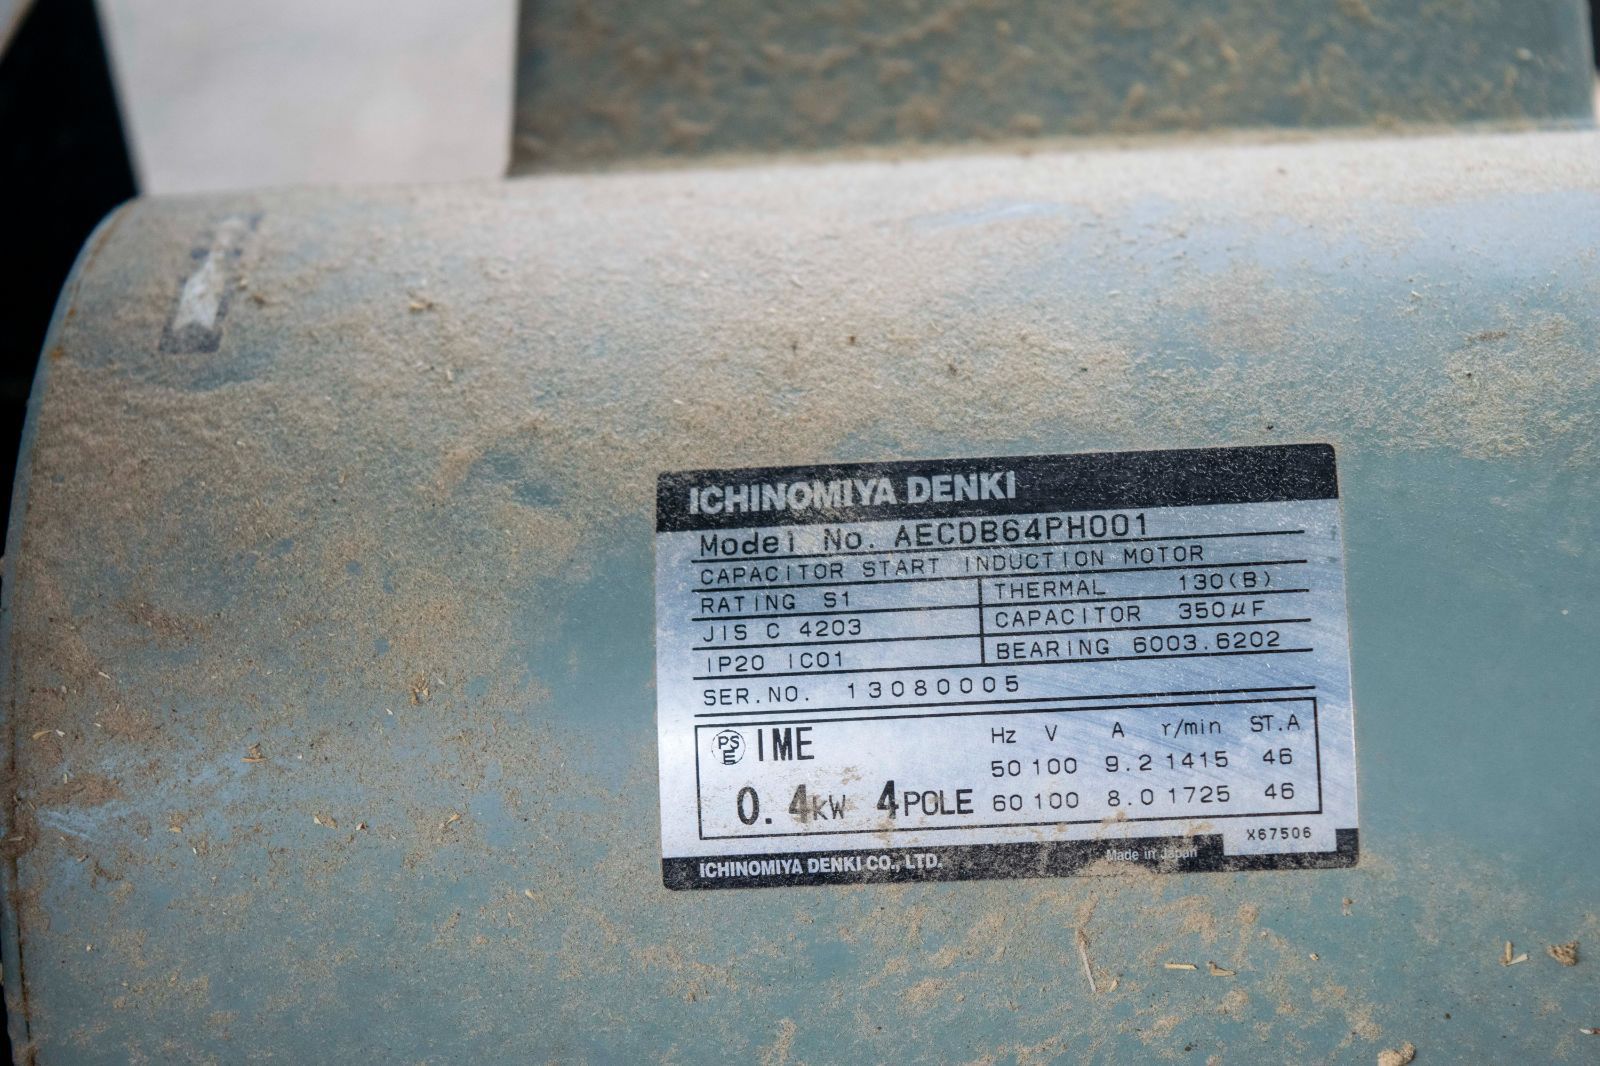 ICHINOMIYA DENKI
Model No. AECDB64PH001
CAPACITOR START INDUCTION MOTOR
RATING S1 THERMAL 130(B)
JIS C 4203 CAPACITOR 350μF
IP20 IC01 BEARING 6003.6202
SER.NO. 13080005
PSE IME Hz V A r/min ST.A
50 100 9.2 1415 46
0.4kW 4POLE 60 100 8.0 1725 46
X67506
ICHINOMIYA DENKI CO., LTD. Made in Japan